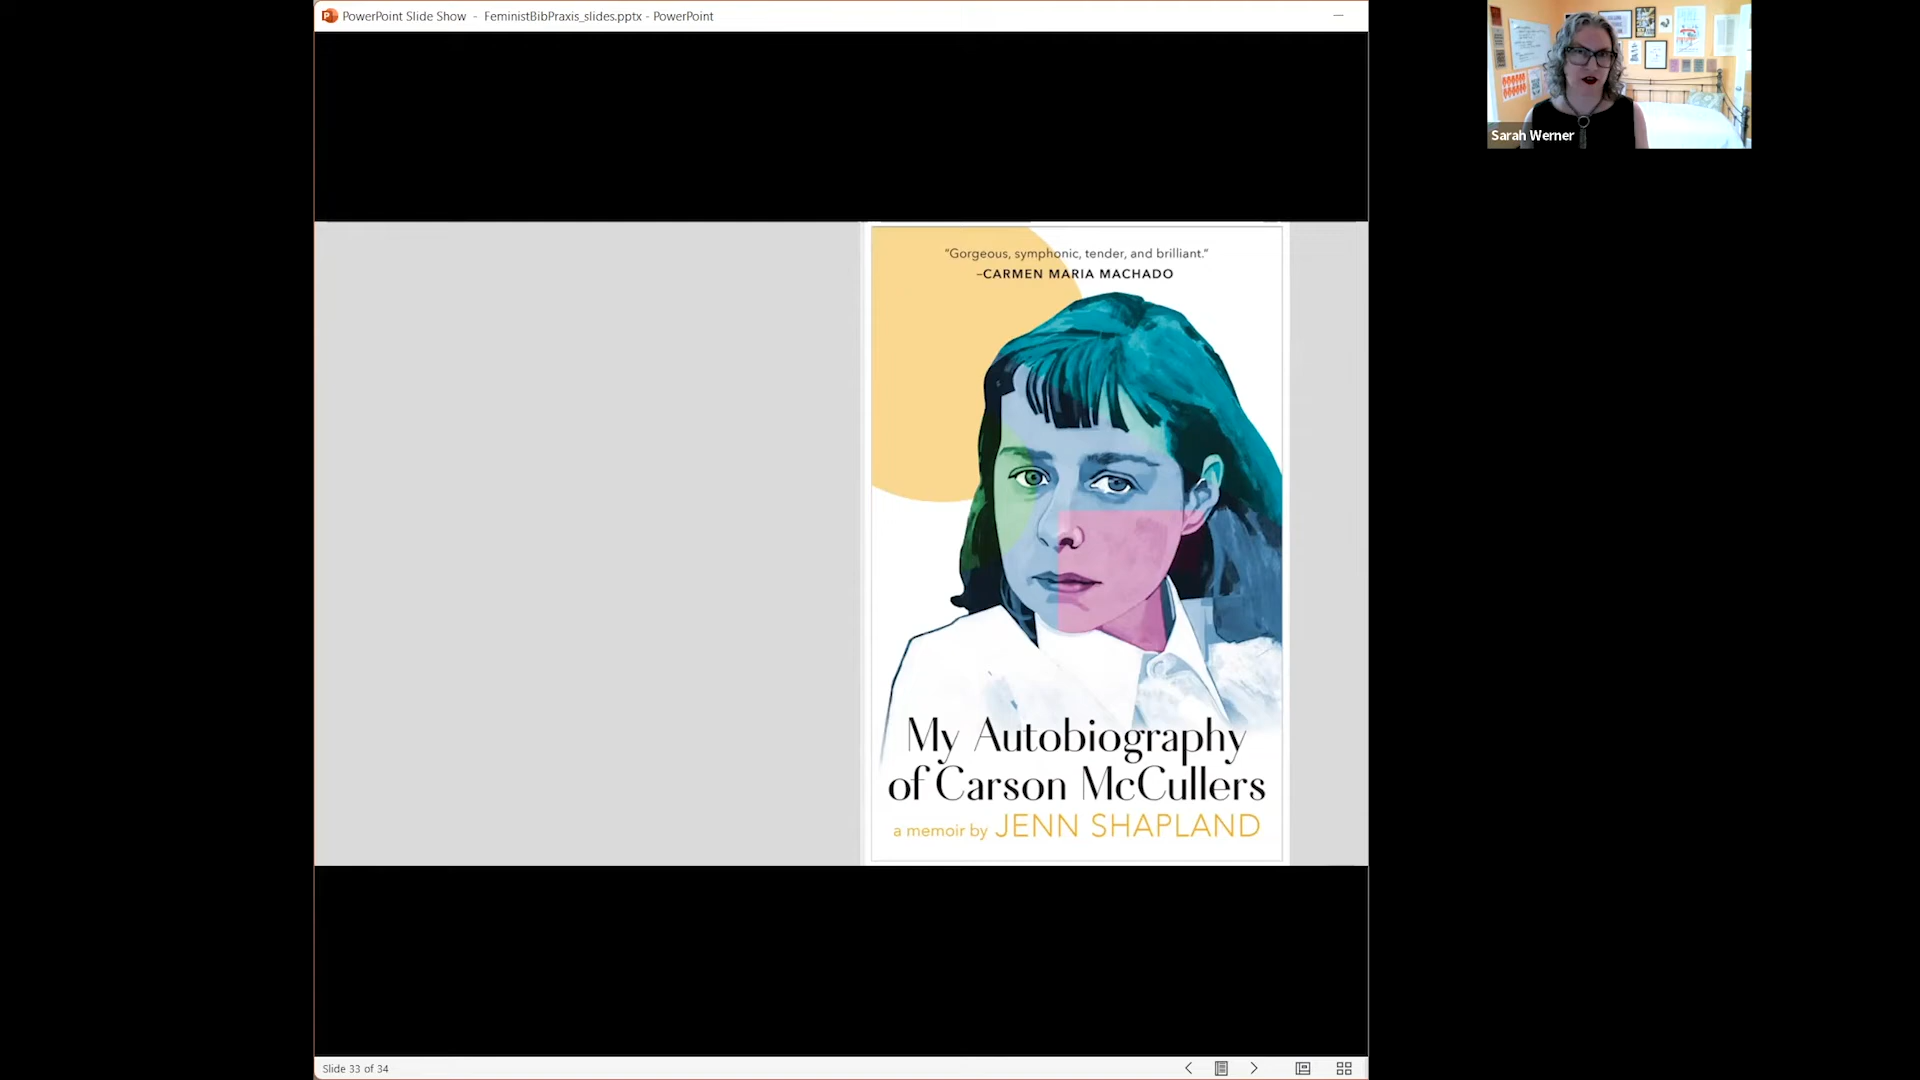 PowerPoint Slide Show - FeministBibPraxis_slides.pptx - PowerPoint
Sarah Werner
"Gorgeous, symphonic, tender, and brilliant."
–CARMEN MARIA MACHADO
My Autobiography
of Carson McCullers
a memoir by JENN SHAPLAND
Slide 33 of 34